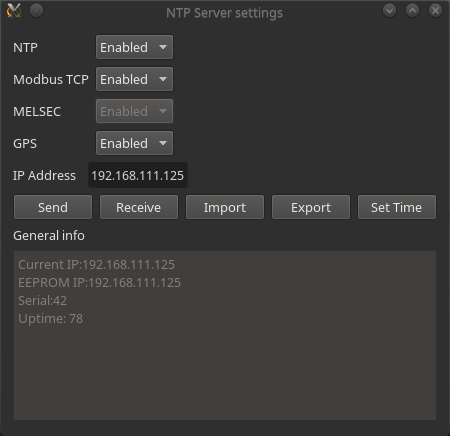 NTP Server settings
NTP Enabled
Modbus TCP Enabled
MELSEC Enabled
GPS Enabled
IP Address 192.168.111.125
Send Receive Import Export Set Time
General info
Current IP:192.168.111.125
EEPROM IP:192.168.111.125
Serial:42
Uptime: 78